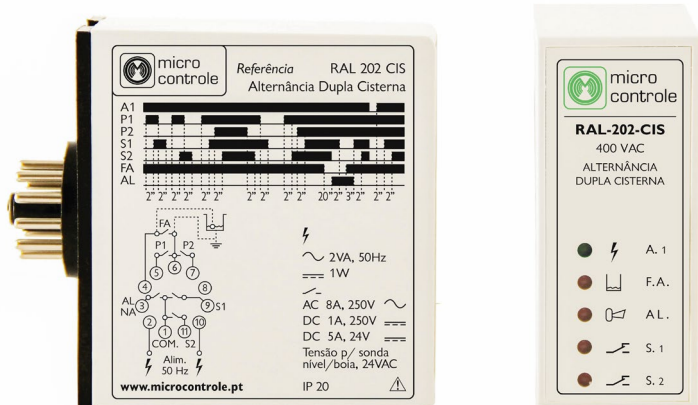 micro
controle
Referência RAL 202 CIS
Alternância Dupla Cisterna
A1
P1
P2
S1
S2
FA
AL
2" 2" 2" 2" 2" 2" 2" 2" 2" 20" 2" 3" 2" 2" 2"
FA
P1 P2
5 6 7
4 8
AL
NA 3 9 S1
2 1 11 10
COM. S2
Alim.
50 Hz
www.microcontrole.pt
2VA, 50Hz
1W
AC 8A, 250V
DC 1A, 250V
DC 5A, 24V
Tensão p/ sonda
nível/boia, 24VAC
IP 20
micro
controle
RAL-202-CIS
400 VAC
ALTERNÂNCIA
DUPLA CISTERNA
A. 1
F.A.
A L .
S. 1
S. 2